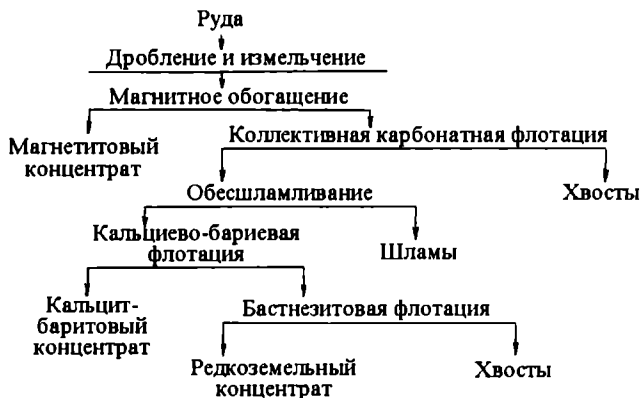 Руда
Дробление и измельчение
Магнитное обогащение
Магнетитовый
концентрат
Коллективная карбонатная флотация
Обесшламливание
Хвосты
Кальциево-бариевая
флотация
Шламы
Кальцит-
баритовый
концентрат
Бастнезитовая флотация
Редкоземельный
концентрат
Хвосты